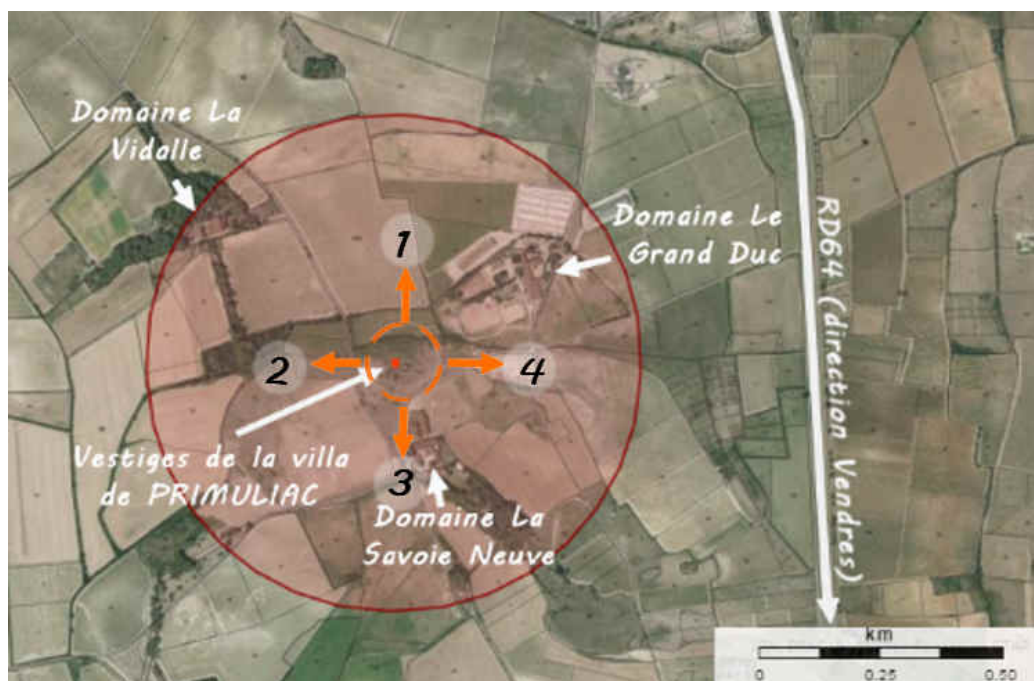 Domaine La
Vidalle
Domaine Le
Grand Duc
1
2
4
3
Vestiges de la villa
de PRIMULIAC
Domaine La
Savoie Neuve
RD64 (direction Vendres)
km
0
0.25
0.50